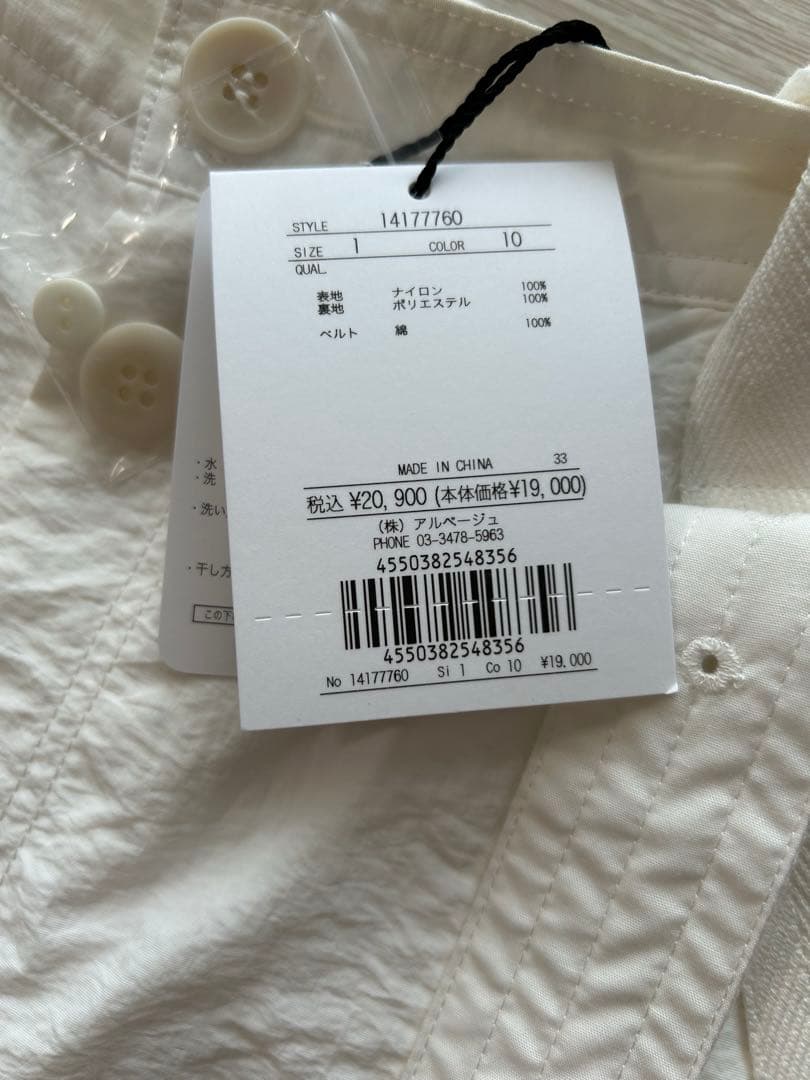 STYLE 14177760
SIZE 1 COLOR 10
QUAL.
表地 ナイロン 100%
裏地 ポリエステル 100%
ベルト 綿 100%
MADE IN CHINA 33
税込 ¥20,900 (本体価格¥19,000)
(株) アルページュ
PHONE 03-3478-5963
4550382548356
4550382548356
No 14177760 Si 1 Co 10 ¥19.000
・水
・洗
・洗い
・干し方
この下